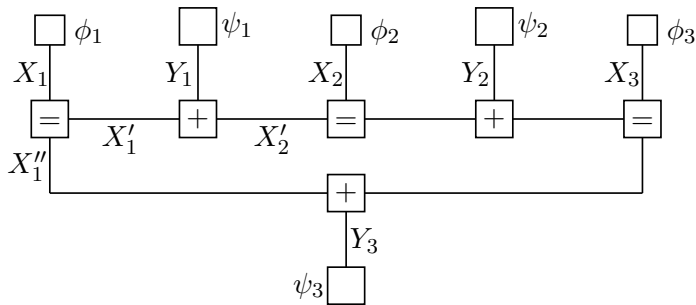 ϕ₁ ψ₁ ϕ₂ ψ₂ ϕ₃
X₁ Y₁ X₂ Y₂ X₃
= + = + =
X₁′ X₂′
X₁″
+
Y₃
ψ₃